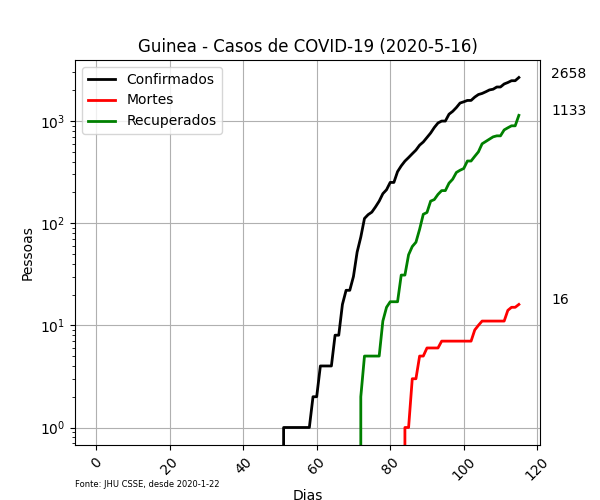 Guinea - Casos de COVID-19 (2020-5-16)
Confirmados
Mortes
Recuperados
2658
1133
16
10³
10²
10¹
10⁰
Pessoas
0
20
40
60
80
100
120
Dias
Fonte: JHU CSSE, desde 2020-1-22